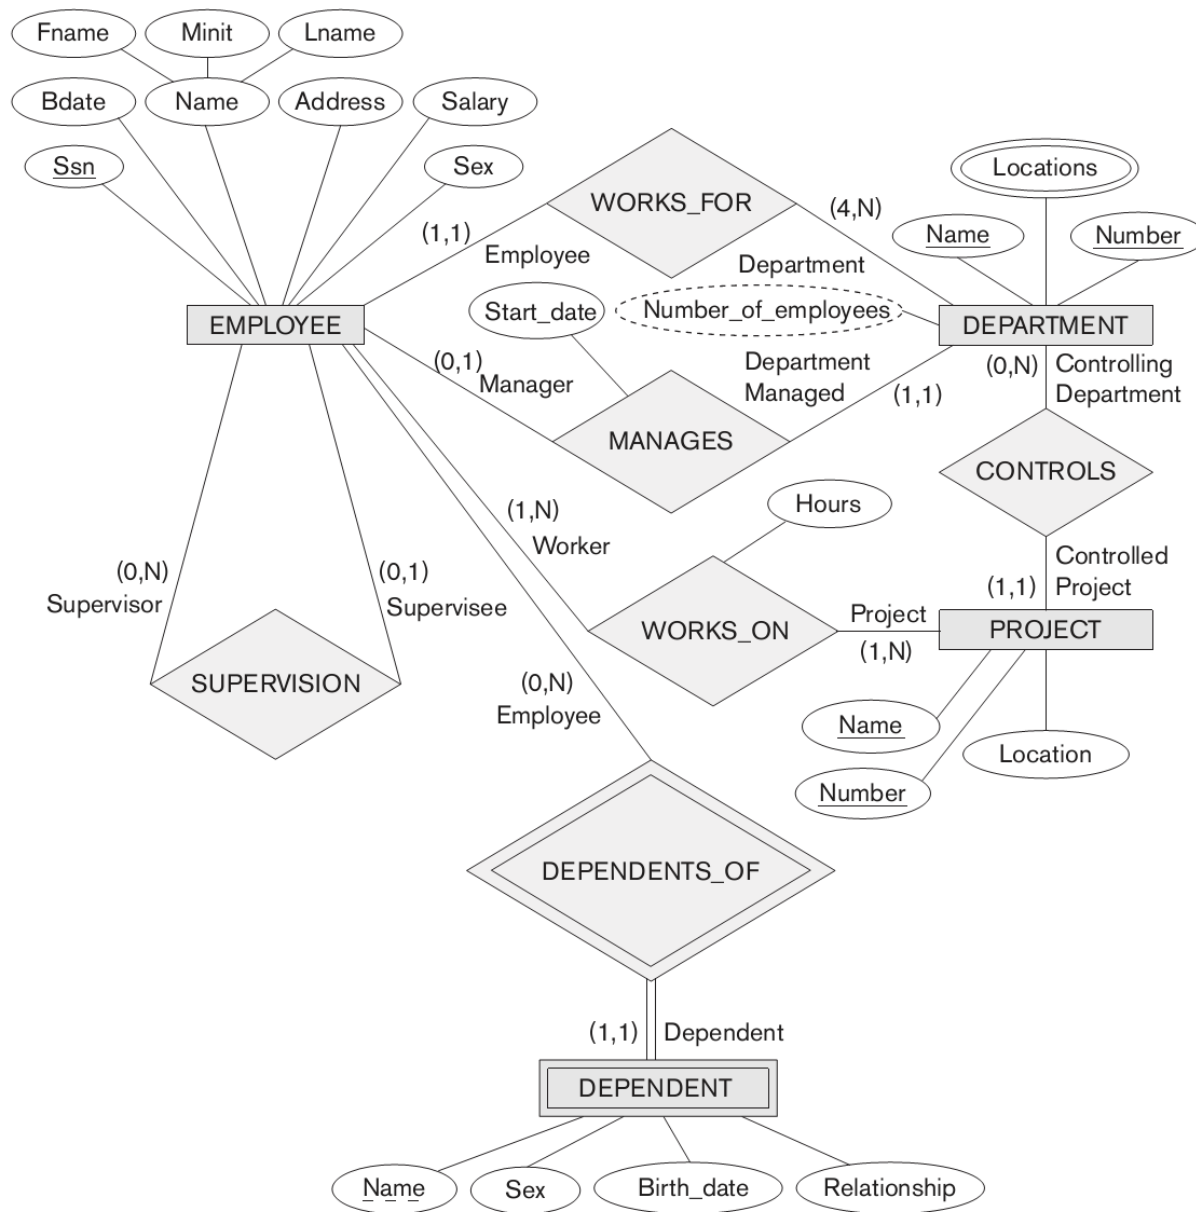 Fname
Minit
Lname
Bdate
Name
Address
Salary
Ssn
Sex
WORKS_FOR
Locations
(1,1)
Employee
(4,N)
Department
Name
Number
EMPLOYEE
Start_date
Number_of_employees
DEPARTMENT
(0,1)
Manager
Department
Managed
(1,1)
(0,N)
Controlling
Department
MANAGES
CONTROLS
Hours
(1,N)
Worker
(0,N)
Supervisor
(0,1)
Supervisee
Controlled
Project
(1,1)
WORKS_ON
Project
(1,N)
PROJECT
SUPERVISION
(0,N)
Employee
Name
Location
Number
DEPENDENTS_OF
(1,1)
Dependent
DEPENDENT
Name
Sex
Birth_date
Relationship